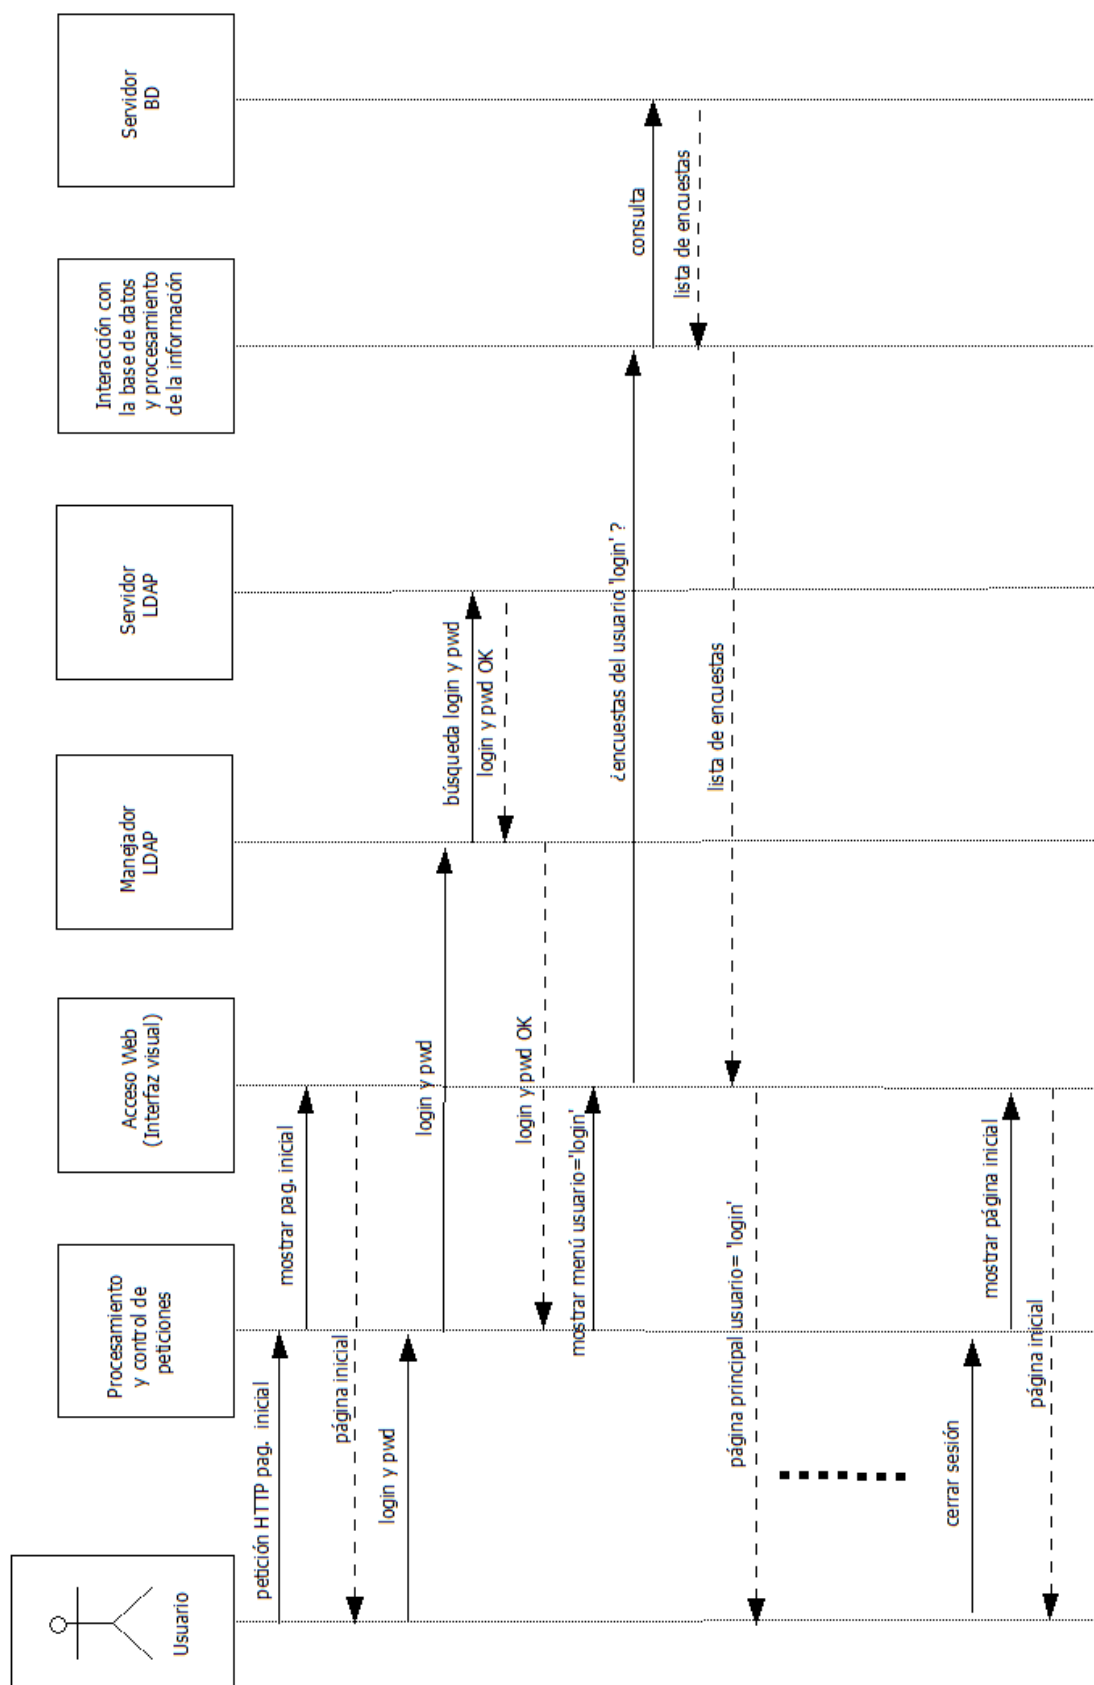 Usuario
Procesamiento
y control de
peticiones
Acceso Web
(Interfaz visual)
Manejador
LDAP
Servidor
LDAP
Interacción con
la base de datos
y procesamiento
de la información
Servidor
BD
petición HTTP pag. inicial
mostrar pag. inicial
página inicial
login y pwd
login y pwd
búsqueda login y pwd
login y pwd OK
login y pwd OK
mostrar menú usuario='login'
¿encuestas del usuario 'login' ?
consulta
lista de encuestas
lista de encuestas
página principal usuario= 'login'
cerrar sesión
mostrar página inicial
página inicial